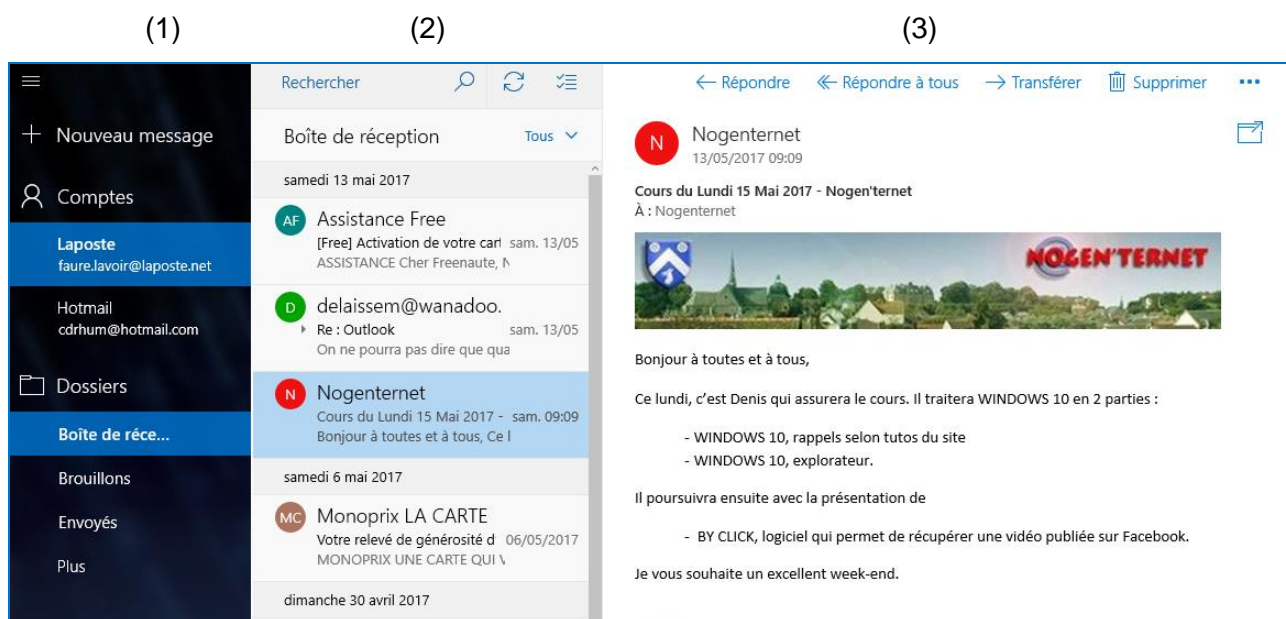 (1)
(2)
(3)
Nouveau message
Comptes
Laposte
faure.lavoir@laposte.net
Hotmail
cdrhum@hotmail.com
Dossiers
Boîte de réce...
Brouillons
Envoyés
Plus
Rechercher
Boîte de réception
Tous
samedi 13 mai 2017
AF
Assistance Free
[Free] Activation de votre cart sam. 13/05
ASSISTANCE Cher Freenaute, N
D
delaissem@wanadoo.
Re : Outlook sam. 13/05
On ne pourra pas dire que qua
N
Nogenternet
Cours du Lundi 15 Mai 2017 - sam. 09:09
Bonjour à toutes et à tous, Ce l
samedi 6 mai 2017
MC
Monoprix LA CARTE
Votre relevé de générosité d' 06/05/2017
MONOPRIX UNE CARTE QUI V
dimanche 30 avril 2017
Répondre Répondre à tous Transférer Supprimer
N
Nogenternet
13/05/2017 09:09
Cours du Lundi 15 Mai 2017 - Nogen'ternet
À : Nogenternet
NOGEN'TERNET
Bonjour à toutes et à tous,
Ce lundi, c'est Denis qui assurera le cours. Il traitera WINDOWS 10 en 2 parties :
- WINDOWS 10, rappels selon tutos du site
- WINDOWS 10, explorateur.
Il poursuivra ensuite avec la présentation de
- BY CLICK, logiciel qui permet de récupérer une vidéo publiée sur Facebook.
Je vous souhaite un excellent week-end.